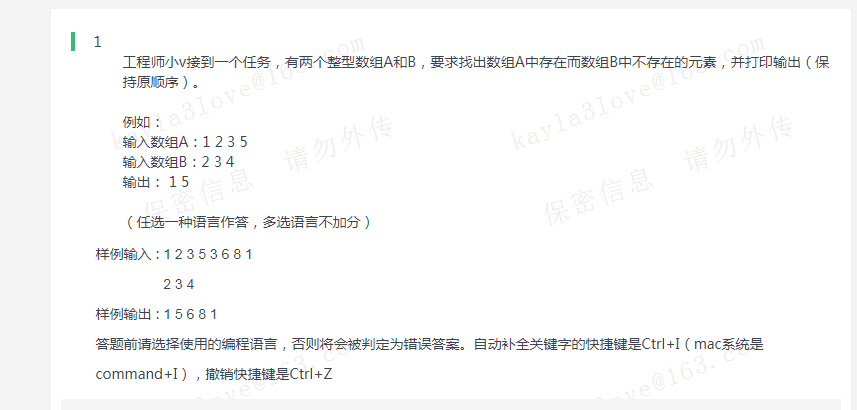 1
工程师小v接到一个任务，有两个整型数组A和B，要求找出数组A中存在而数组B中不存在的元素，并打印输出（保
持原顺序）。
例如：
输入数组A：1 2 3 5
输入数组B：2 3 4
输出： 1 5
（任选一种语言作答，多选语言不加分）
样例输入：1 2 3 5 3 6 8 1
2 3 4
样例输出：1 5 6 8 1
答题前请选择使用的编程语言，否则将会被判定为错误答案。自动补全关键字的快捷键是Ctrl+I（mac系统是
command+I），撤销快捷键是Ctrl+Z
kayla3love@163.com
保密信息 请勿外传
kayla3love@163.com
保密信息 请勿外传